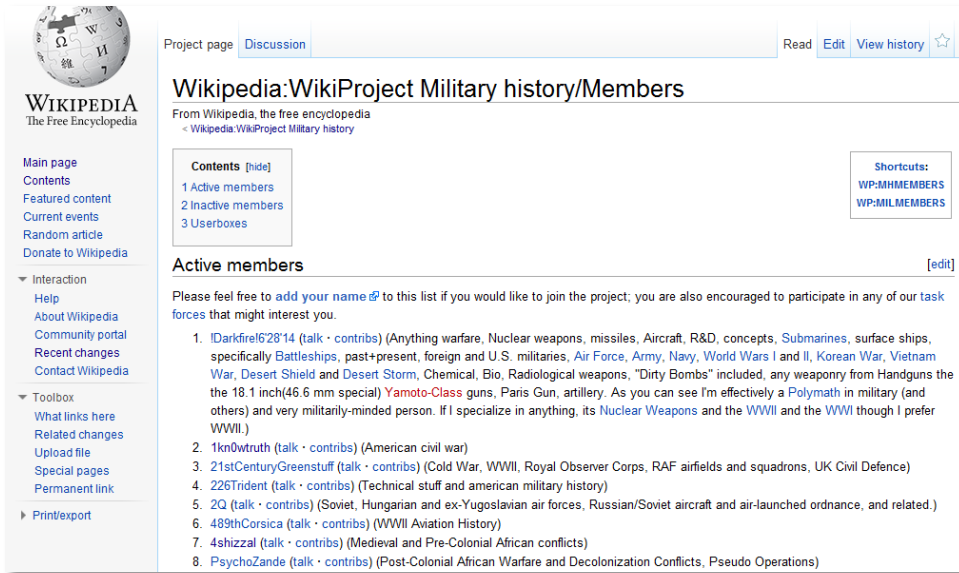 Ω
W
И
維
7
WIKIPEDIA
The Free Encyclopedia
Main page
Contents
Featured content
Current events
Random article
Donate to Wikipedia
Interaction
Help
About Wikipedia
Community portal
Recent changes
Contact Wikipedia
Toolbox
What links here
Related changes
Upload file
Special pages
Permanent link
Print/export
Project page Discussion
Read Edit View history
Wikipedia:WikiProject Military history/Members
From Wikipedia, the free encyclopedia
< Wikipedia:WikiProject Military history
Contents [hide]
1 Active members
2 Inactive members
3 Userboxes
Shortcuts:
WP:MHMEMBERS
WP:MILMEMBERS
Active members [edit]
Please feel free to add your name to this list if you would like to join the project; you are also encouraged to participate in any of our task
forces that might interest you.
1. !Darkfire!6'28'14 (talk · contribs) (Anything warfare, Nuclear weapons, missiles, Aircraft, R&D, concepts, Submarines, surface ships,
specifically Battleships, past+present, foreign and U.S. militaries, Air Force, Army, Navy, World Wars I and II, Korean War, Vietnam
War, Desert Shield and Desert Storm, Chemical, Bio, Radiological weapons, "Dirty Bombs" included, any weaponry from Handguns the
the 18.1 inch(46.6 mm special) Yamoto-Class guns, Paris Gun, artillery. As you can see I'm effectively a Polymath in military (and
others) and very militarily-minded person. If I specialize in anything, its Nuclear Weapons and the WWII and the WWI though I prefer
WWII.)
2. 1kn0wtruth (talk · contribs) (American civil war)
3. 21stCenturyGreenstuff (talk · contribs) (Cold War, WWII, Royal Observer Corps, RAF airfields and squadrons, UK Civil Defence)
4. 226Trident (talk · contribs) (Technical stuff and american military history)
5. 2Q (talk · contribs) (Soviet, Hungarian and ex-Yugoslavian air forces, Russian/Soviet aircraft and air-launched ordnance, and related.)
6. 489thCorsica (talk · contribs) (WWII Aviation History)
7. 4shizzal (talk · contribs) (Medieval and Pre-Colonial African conflicts)
8. PsychoZande (talk · contribs) (Post-Colonial African Warfare and Decolonization Conflicts, Pseudo Operations)